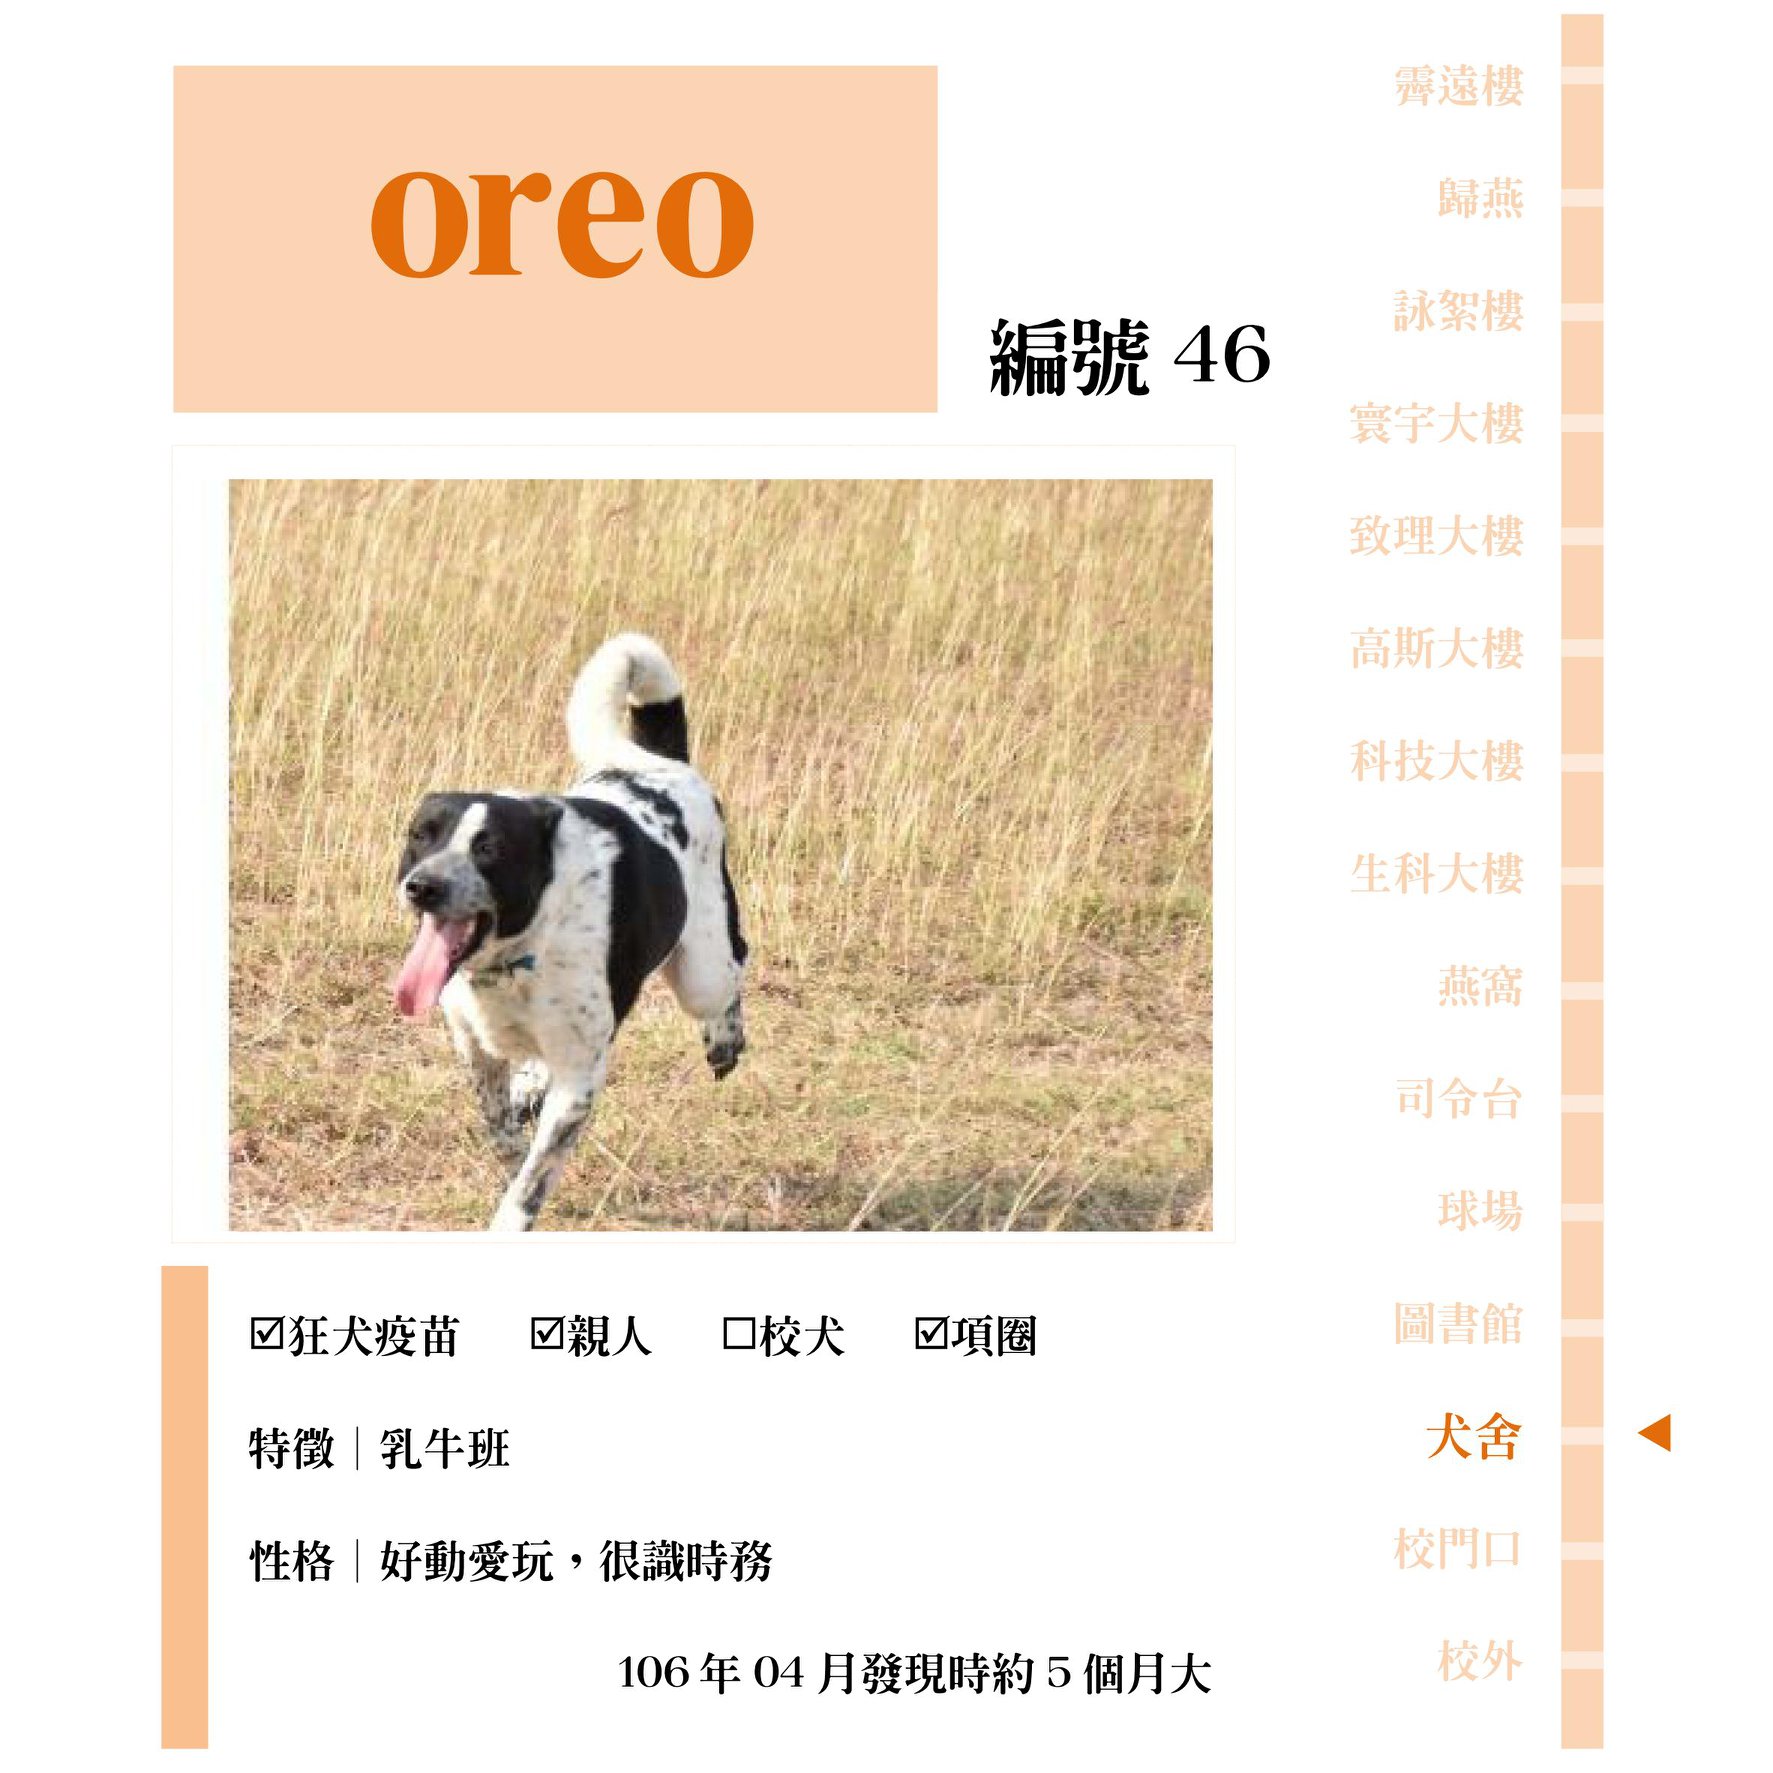 oreo
編號 46
☑狂犬疫苗 ☑親人 ☐校犬 ☑項圈
特徵｜乳牛班
性格｜好動愛玩，很識時務
106 年 04 月發現時約 5 個月大
霽遠樓
歸燕
詠絮樓
寰宇大樓
致理大樓
高斯大樓
科技大樓
生科大樓
燕窩
司令台
球場
圖書館
犬舍
校門口
校外